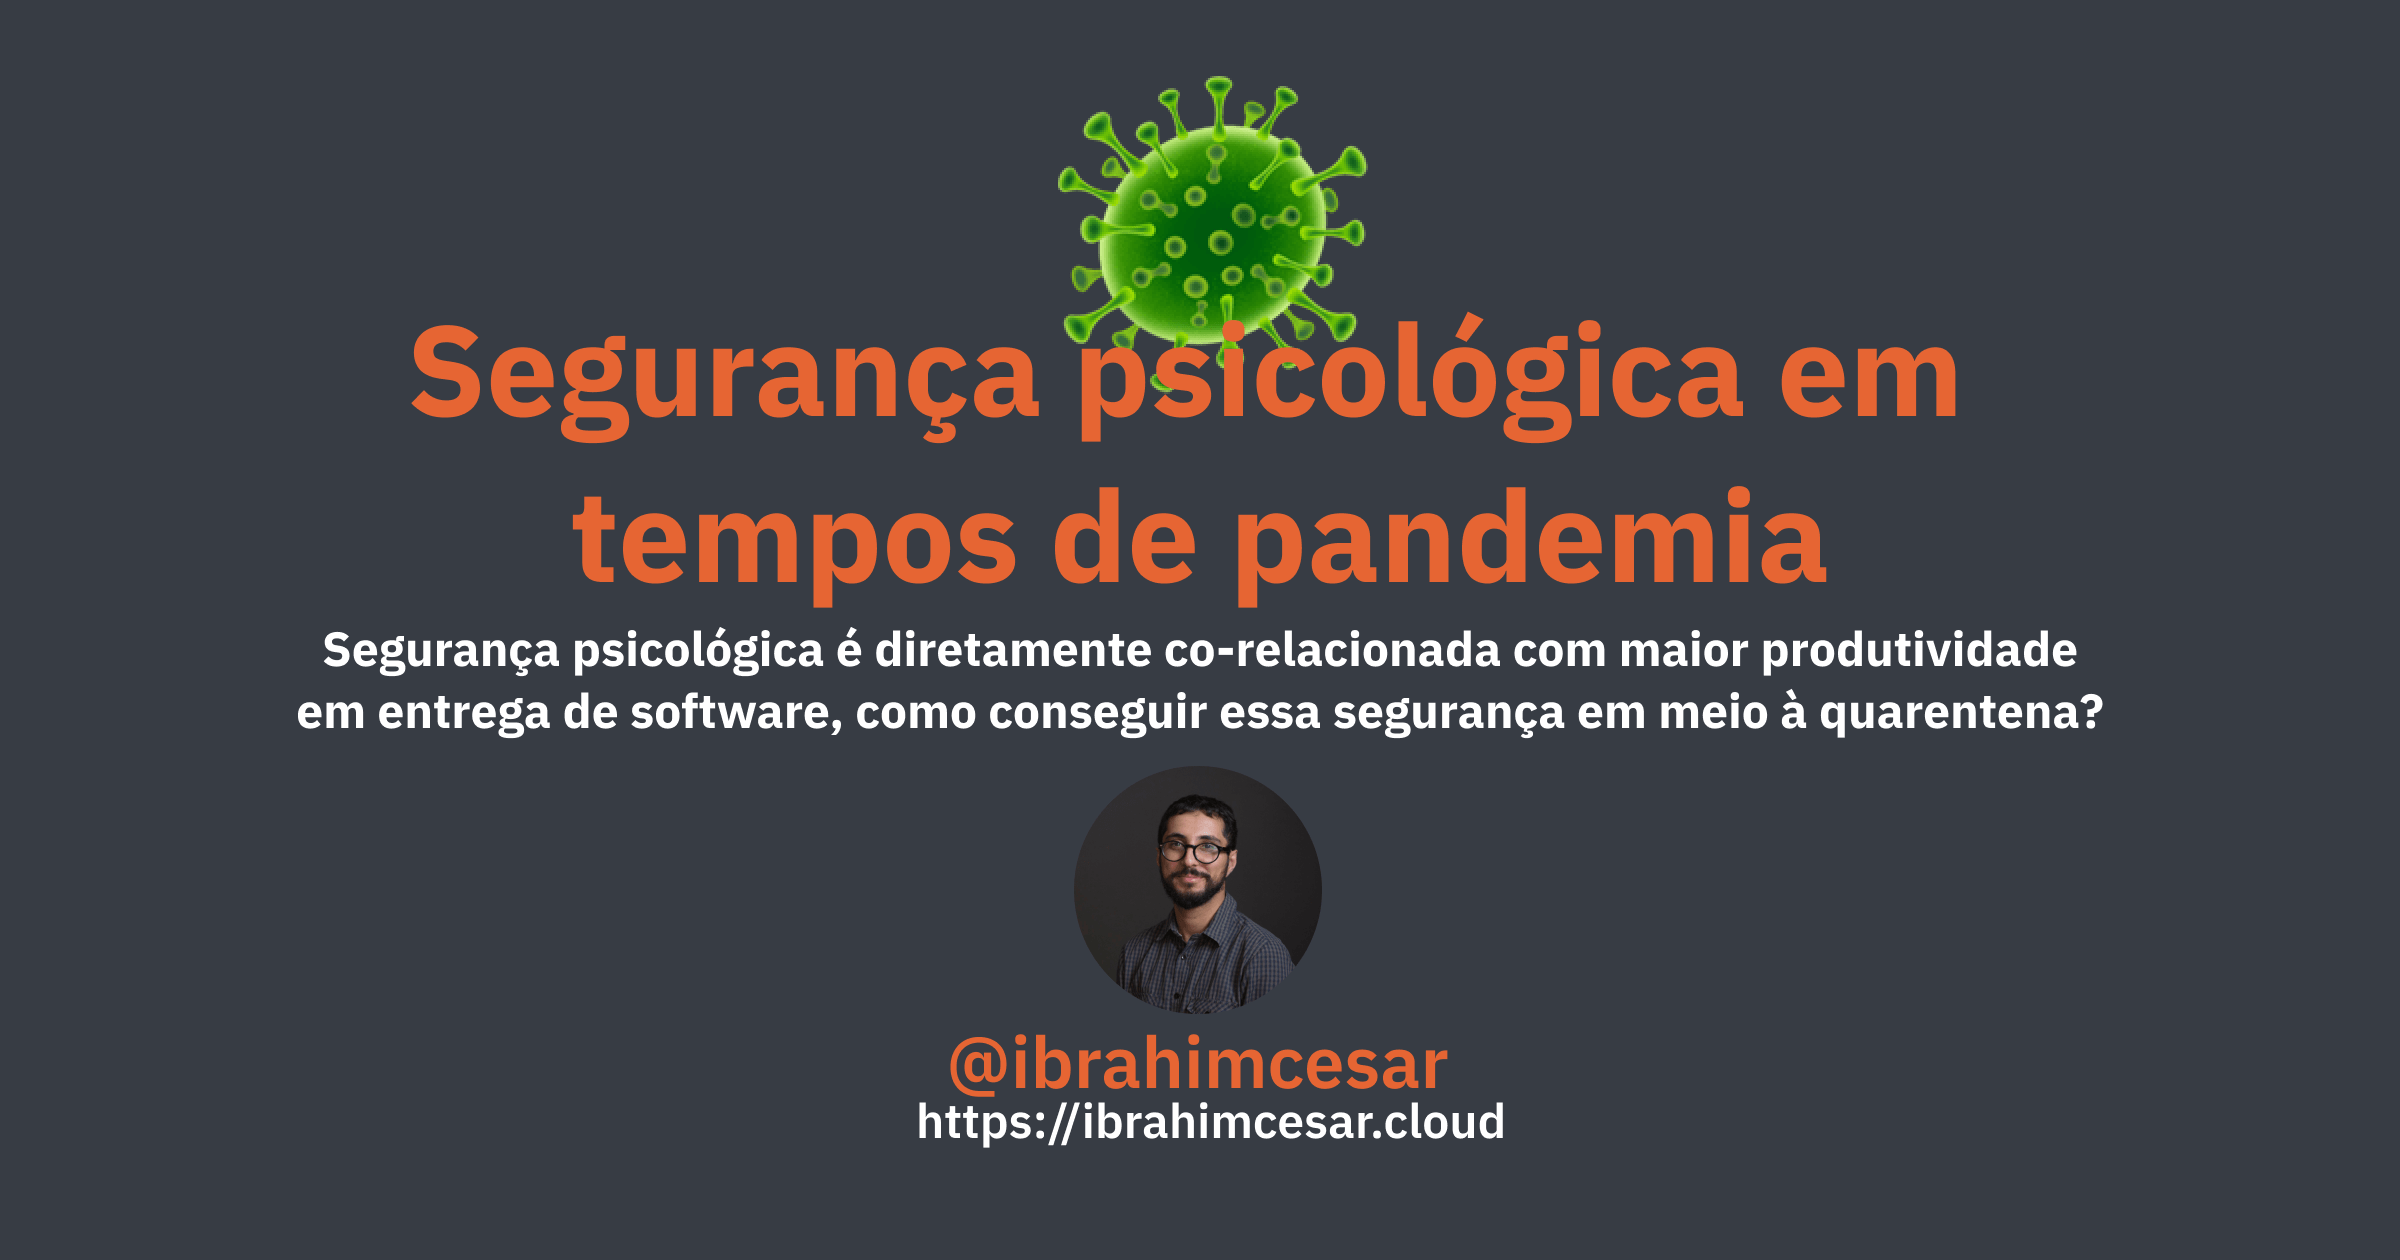 Segurança psicológica em
tempos de pandemia
Segurança psicológica é diretamente co-relacionada com maior produtividade
em entrega de software, como conseguir essa segurança em meio à quarentena?
@ibrahimcesar
https://ibrahimcesar.cloud